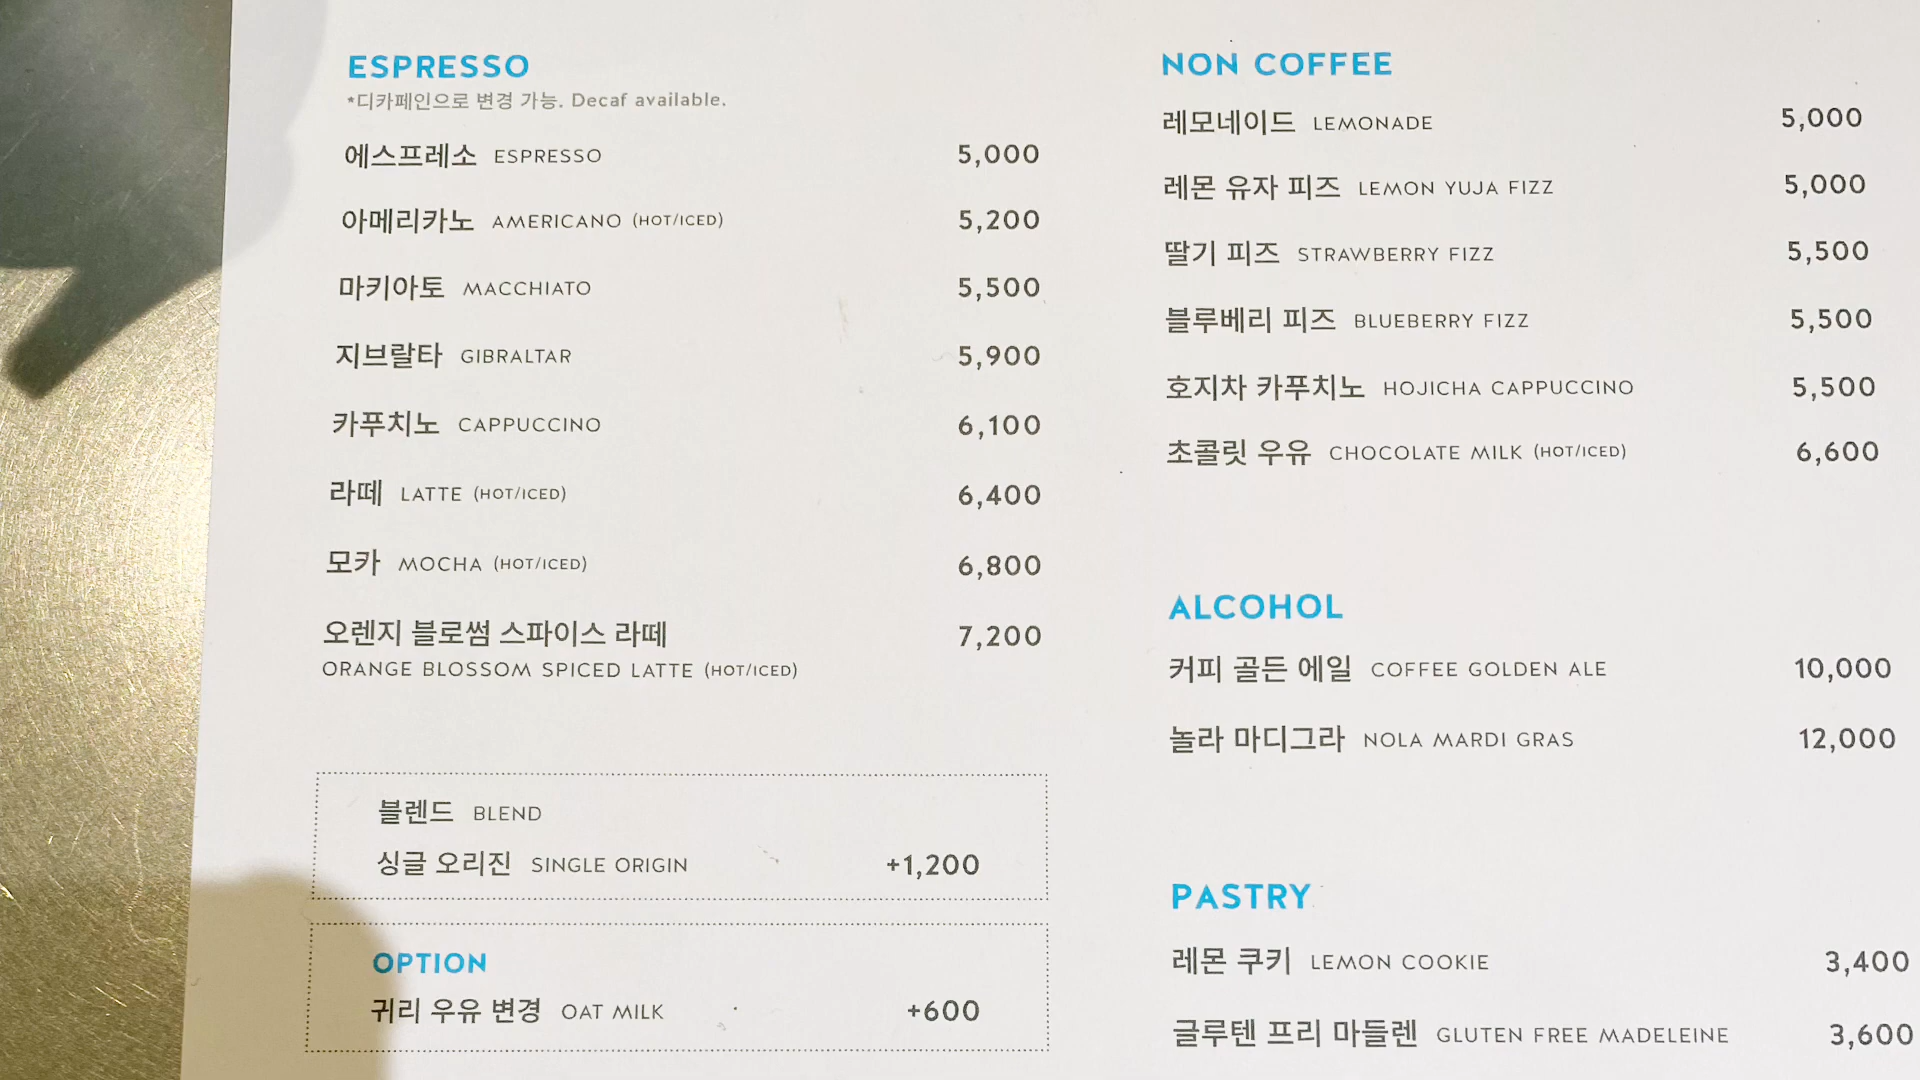 ESPRESSO
*디카페인으로 변경 가능. Decaf available.
에스프레소 ESPRESSO 5,000
아메리카노 AMERICANO (HOT/ICED) 5,200
마키아토 MACCHIATO 5,500
지브랄타 GIBRALTAR 5,900
카푸치노 CAPPUCCINO 6,100
라떼 LATTE (HOT/ICED) 6,400
모카 MOCHA (HOT/ICED) 6,800
오렌지 블로썸 스파이스 라떼 7,200
ORANGE BLOSSOM SPICED LATTE (HOT/ICED)
블렌드 BLEND
싱글 오리진 SINGLE ORIGIN +1,200
OPTION
귀리 우유 변경 OAT MILK +600
NON COFFEE
레모네이드 LEMONADE 5,000
레몬 유자 피즈 LEMON YUJA FIZZ 5,000
딸기 피즈 STRAWBERRY FIZZ 5,500
블루베리 피즈 BLUEBERRY FIZZ 5,500
호지차 카푸치노 HOJICHA CAPPUCCINO 5,500
초콜릿 우유 CHOCOLATE MILK (HOT/ICED) 6,600
ALCOHOL
커피 골든 에일 COFFEE GOLDEN ALE 10,000
놀라 마디그라 NOLA MARDI GRAS 12,000
PASTRY
레몬 쿠키 LEMON COOKIE 3,400
글루텐 프리 마들렌 GLUTEN FREE MADELEINE 3,600